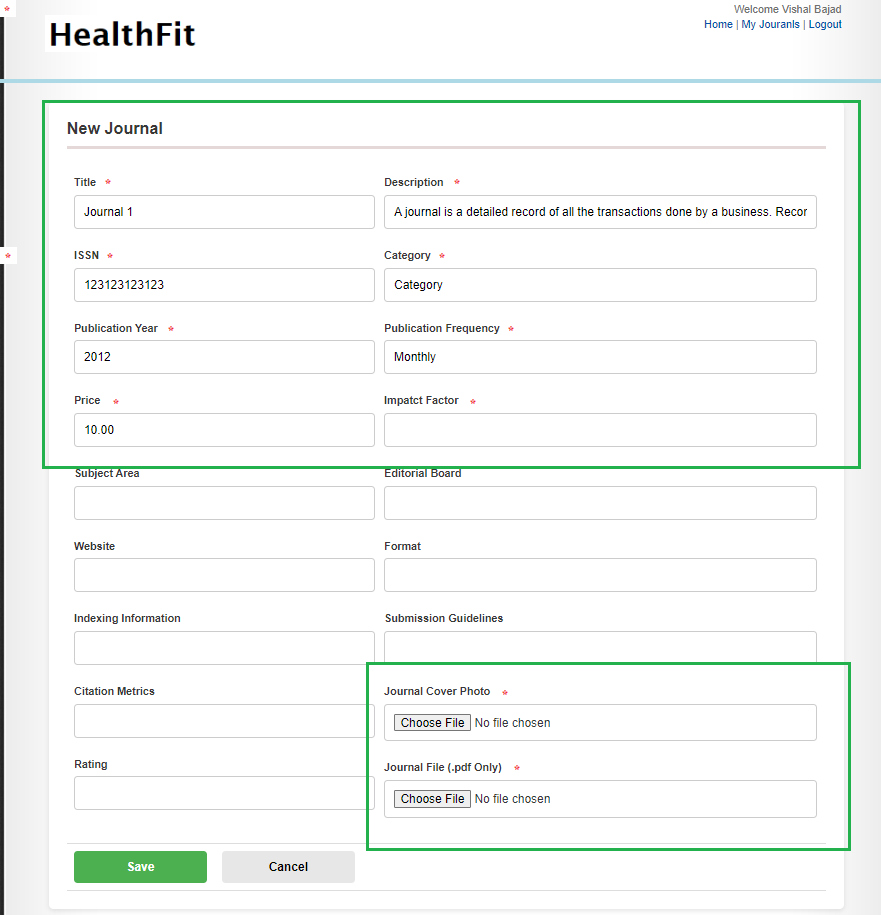 *
Welcome Vishal Bajad
HealthFit
Home | My Jouranls | Logout
New Journal
Title *
Description *
Journal 1
A journal is a detailed record of all the transactions done by a business. Recor
*
ISSN *
Category *
123123123123
Category
Publication Year *
Publication Frequency *
2012
Monthly
Price *
Impatct Factor *
10.00
Subject Area
Editorial Board
Website
Format
Indexing Information
Submission Guidelines
Citation Metrics
Journal Cover Photo *
Choose File No file chosen
Rating
Journal File (.pdf Only) *
Choose File No file chosen
Save
Cancel